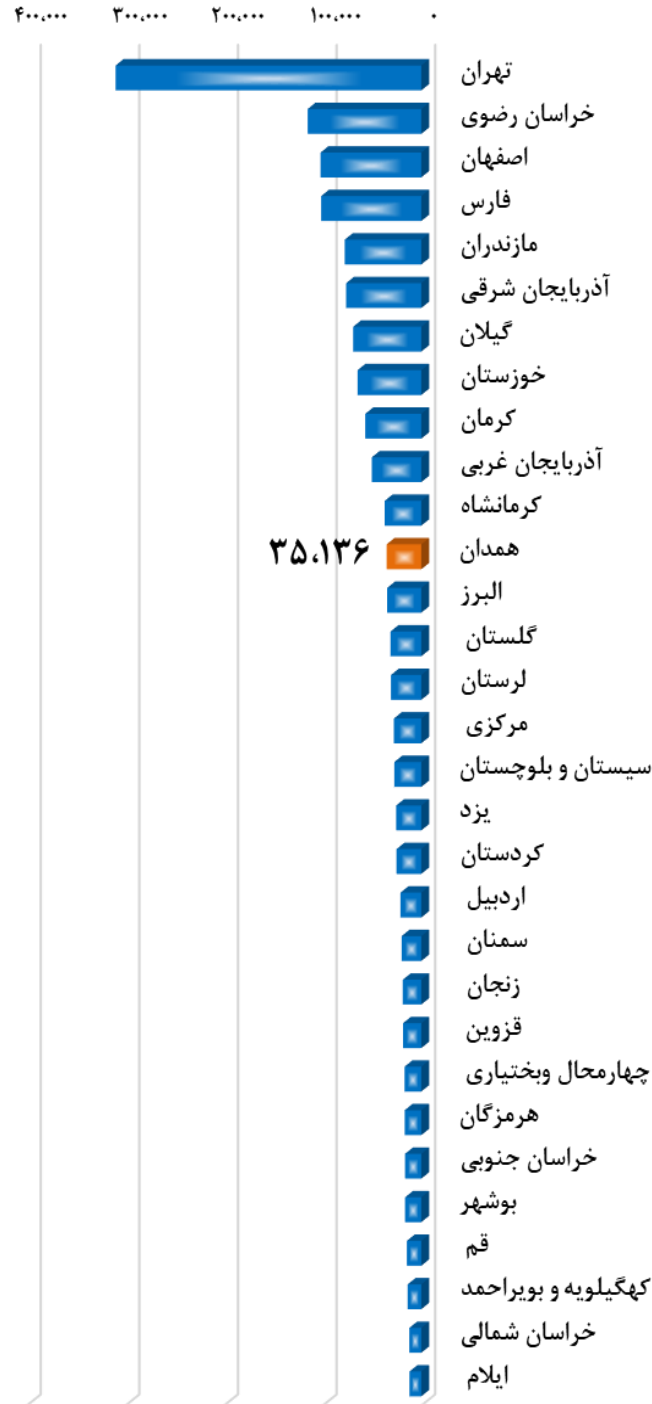 ۴۰۰،۰۰۰ ۳۰۰،۰۰۰ ۲۰۰،۰۰۰ ۱۰۰،۰۰۰ ۰
تهران
خراسان رضوی
اصفهان
فارس
مازندران
آذربایجان شرقی
گیلان
خوزستان
کرمان
آذربایجان غربی
کرمانشاه
همدان
۳۵،۱۳۶
البرز
گلستان
لرستان
مرکزی
سیستان و بلوچستان
یزد
کردستان
اردبیل
سمنان
زنجان
قزوین
چهارمحال وبختیاری
هرمزگان
خراسان جنوبی
بوشهر
قم
کهگیلویه و بویراحمد
خراسان شمالی
ایلام